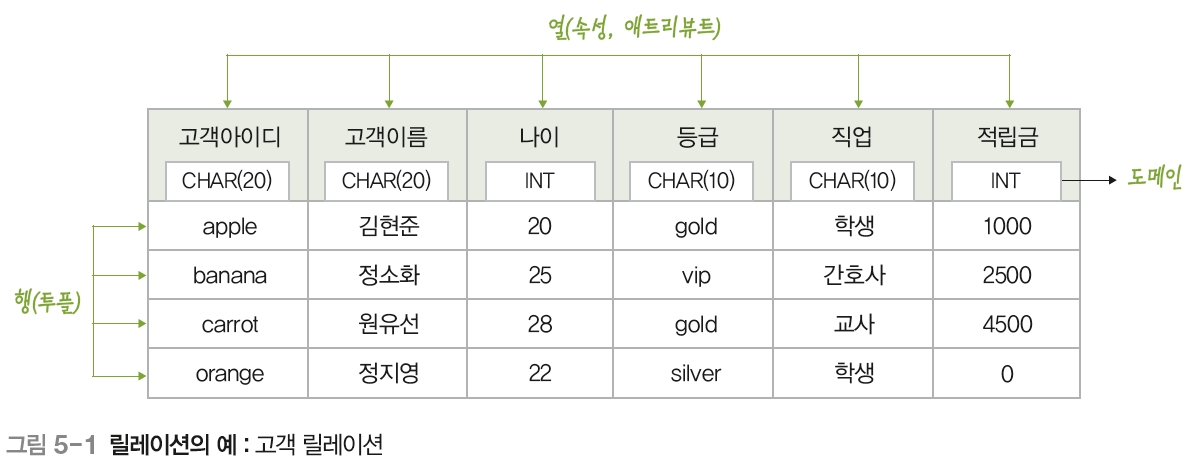 열(속성, 애트리뷰트)
고객아이디 고객이름 나이 등급 직업 적립금
CHAR(20) CHAR(20) INT CHAR(10) CHAR(10) INT 도메인
apple 김현준 20 gold 학생 1000
banana 정소화 25 vip 간호사 2500
행(투플)
carrot 원유선 28 gold 교사 4500
orange 정지영 22 silver 학생 0
그림 5-1 릴레이션의 예 : 고객 릴레이션